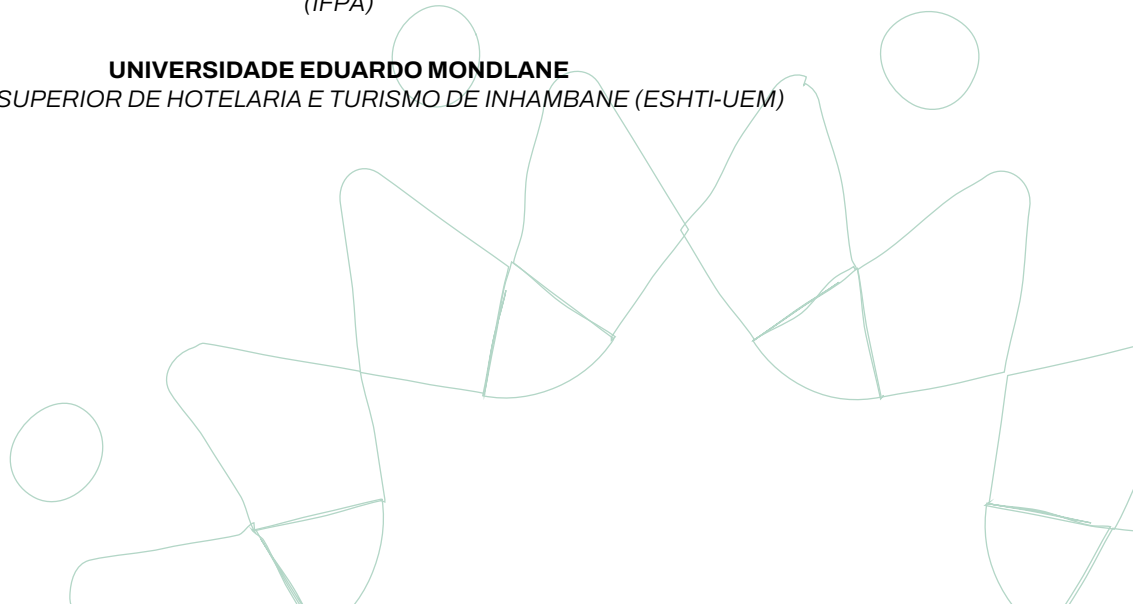 (IFPA)
UNIVERSIDADE EDUARDO MONDLANE
SUPERIOR DE HOTELARIA E TURISMO DE INHAMBANE (ESHTI-UEM)